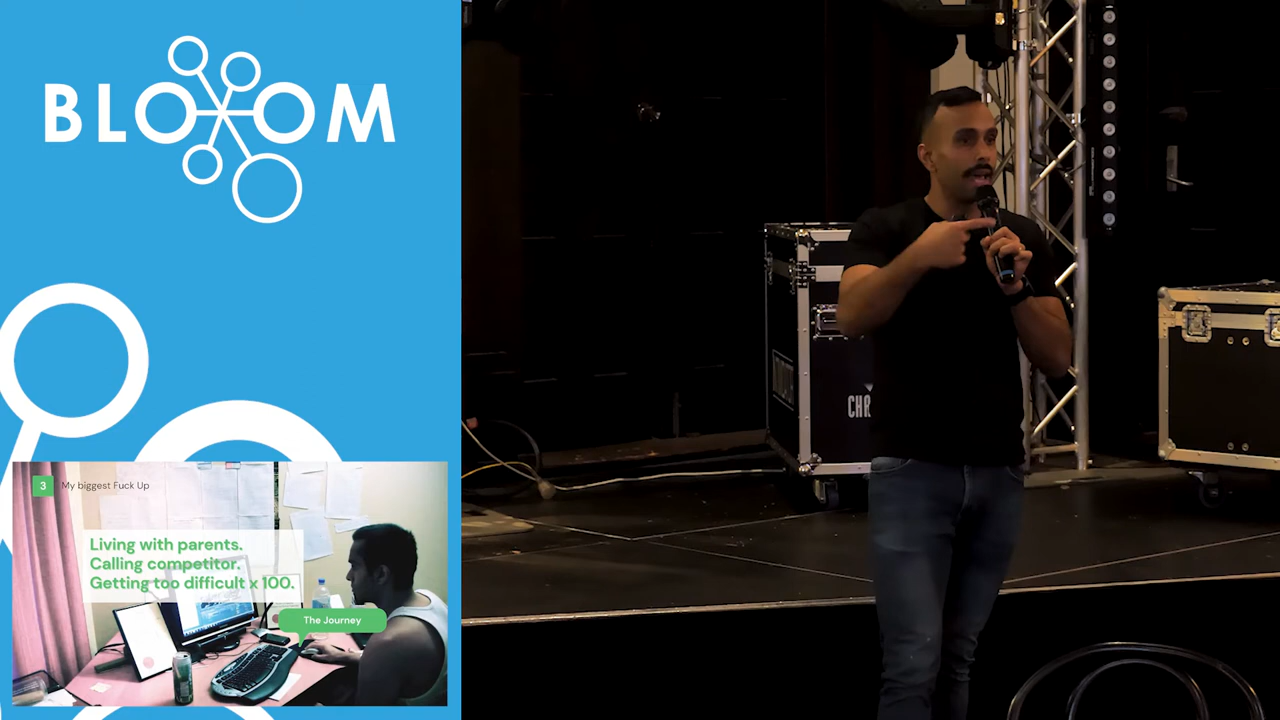 BLOOM
3 My biggest Fuck Up
Living with parents.
Calling competitor.
Getting too difficult x 100.
The Journey
CHR